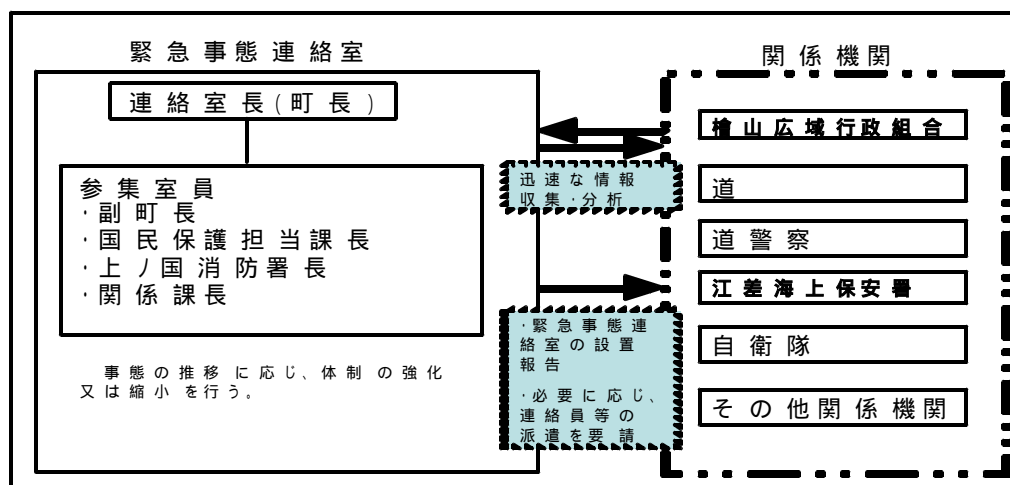 緊急事態連絡室
連絡室長(町長)
参集室員
・副町長
・国民保護担当課長
・上ノ国消防署長
・関係課長
事態の推移に応じ、体制の強化
又は縮小を行う。
迅速な情報
収集・分析
・緊急事態連
絡室の設置
報告
・必要に応じ、
連絡員等の
派遣を要請
関係機関
檜山広域行政組合
道
道警察
江差海上保安署
自衛隊
その他関係機関